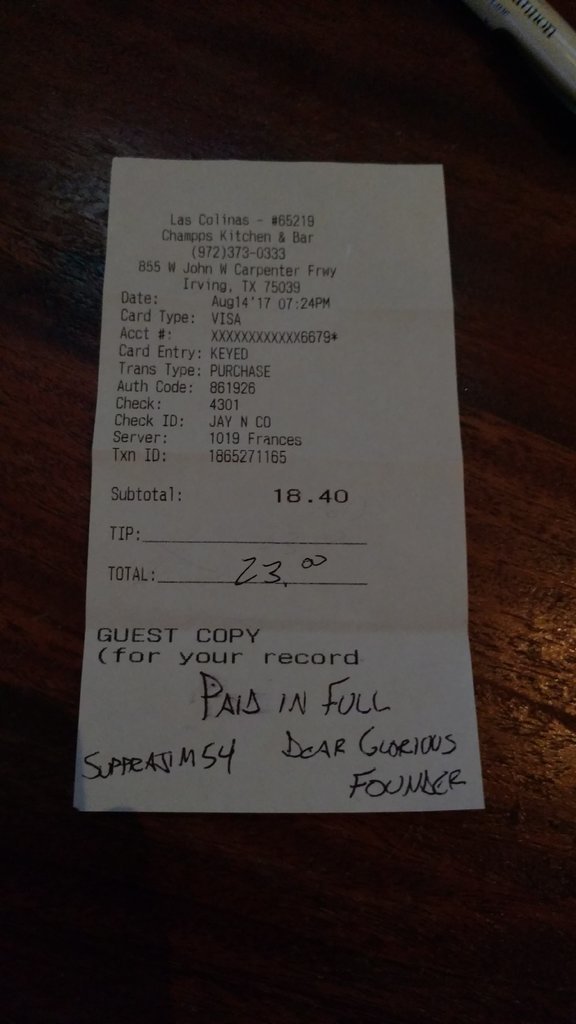 Las Colinas - #65219
Champps Kitchen & Bar
(972)373-0333
855 W John W Carpenter Frwy
Irving, TX 75039
Date: Aug14'17 07:24PM
Card Type: VISA
Acct #: XXXXXXXXXXXX6679*
Card Entry: KEYED
Trans Type: PURCHASE
Auth Code: 861926
Check: 4301
Check ID: JAY N CO
Server: 1019 Frances
Txn ID: 1865271165
Subtotal: 18.40
TIP:
TOTAL: 23.00
GUEST COPY
(for your record
PAID IN FULL
DEAR GLORIOUS
FOUNDER